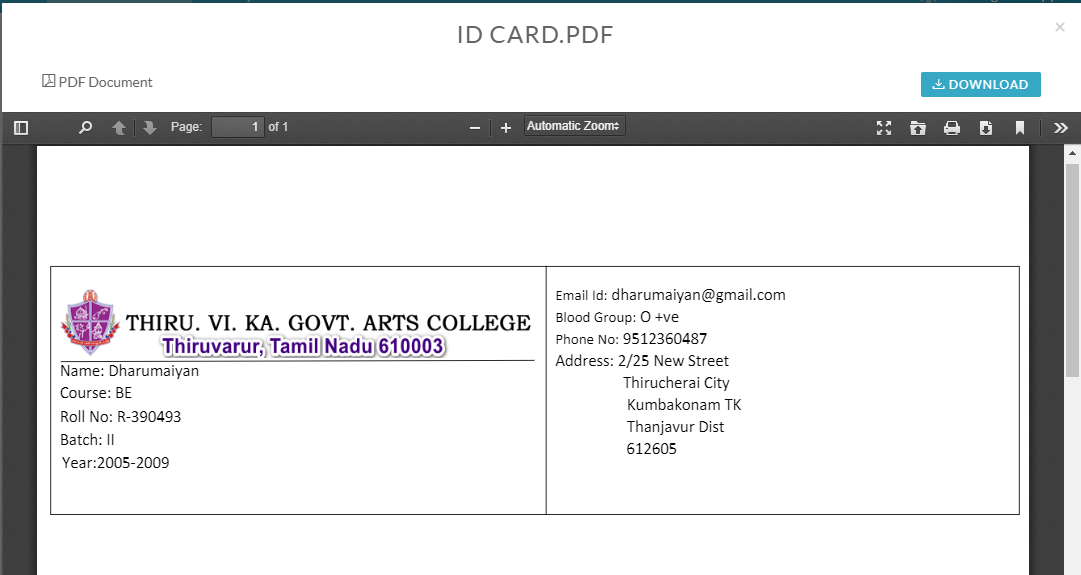 ID CARD.PDF
×
PDF Document
DOWNLOAD
Page: 1 of 1
Automatic Zoom
THIRU. VI. KA. GOVT. ARTS COLLEGE
Thiruvarur, Tamil Nadu 610003
Name: Dharumaiyan
Course: BE
Roll No: R-390493
Batch: II
Year:2005-2009
Email Id: dharumaiyan@gmail.com
Blood Group: O +ve
Phone No: 9512360487
Address: 2/25 New Street
Thirucherai City
Kumbakonam TK
Thanjavur Dist
612605